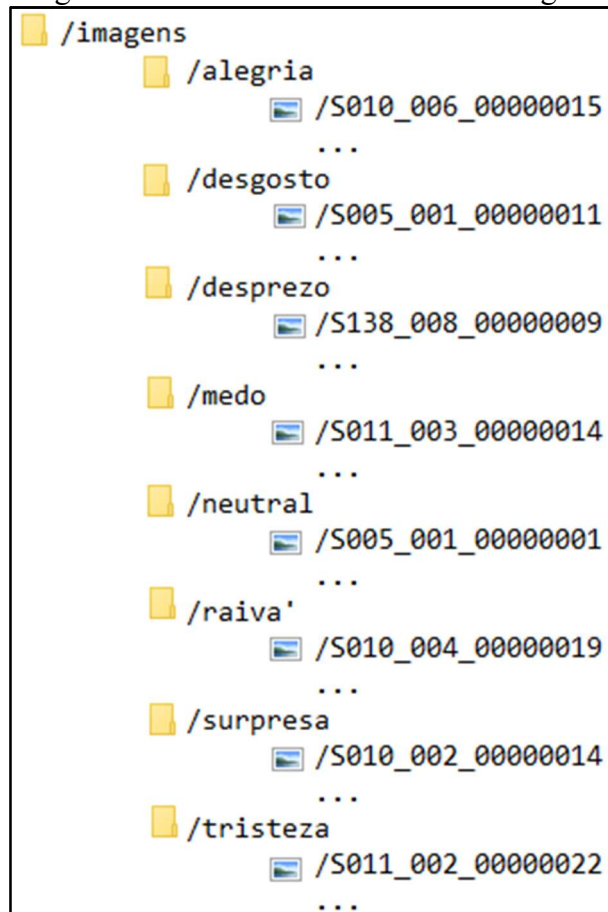 /imagens
/alegria
/S010_006_00000015
...
/desgosto
/S005_001_00000011
...
/desprezo
/S138_008_00000009
...
/medo
/S011_003_00000014
...
/neutral
/S005_001_00000001
...
/raiva'
/S010_004_00000019
...
/surpresa
/S010_002_00000014
...
/tristeza
/S011_002_00000022
...